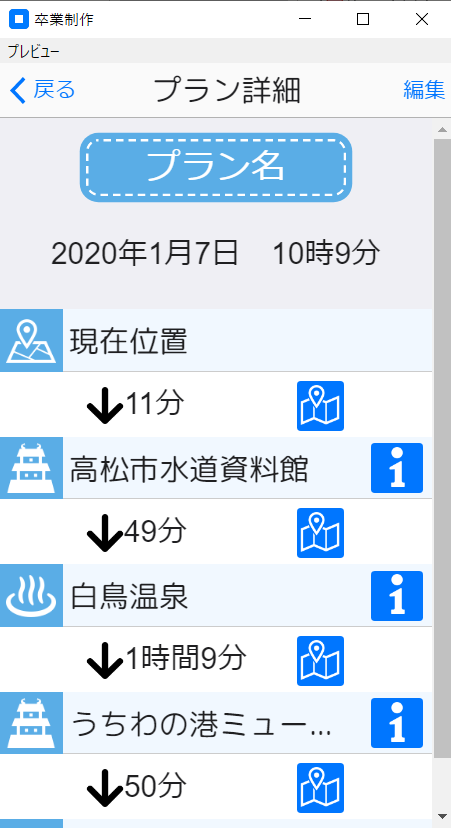 卒業制作
プレビュー
戻る
プラン詳細
編集
プラン名
2020年1月7日　10時9分
現在位置
11分
高松市水道資料館
49分
白鳥温泉
1時間9分
うちわの港ミュー...
50分